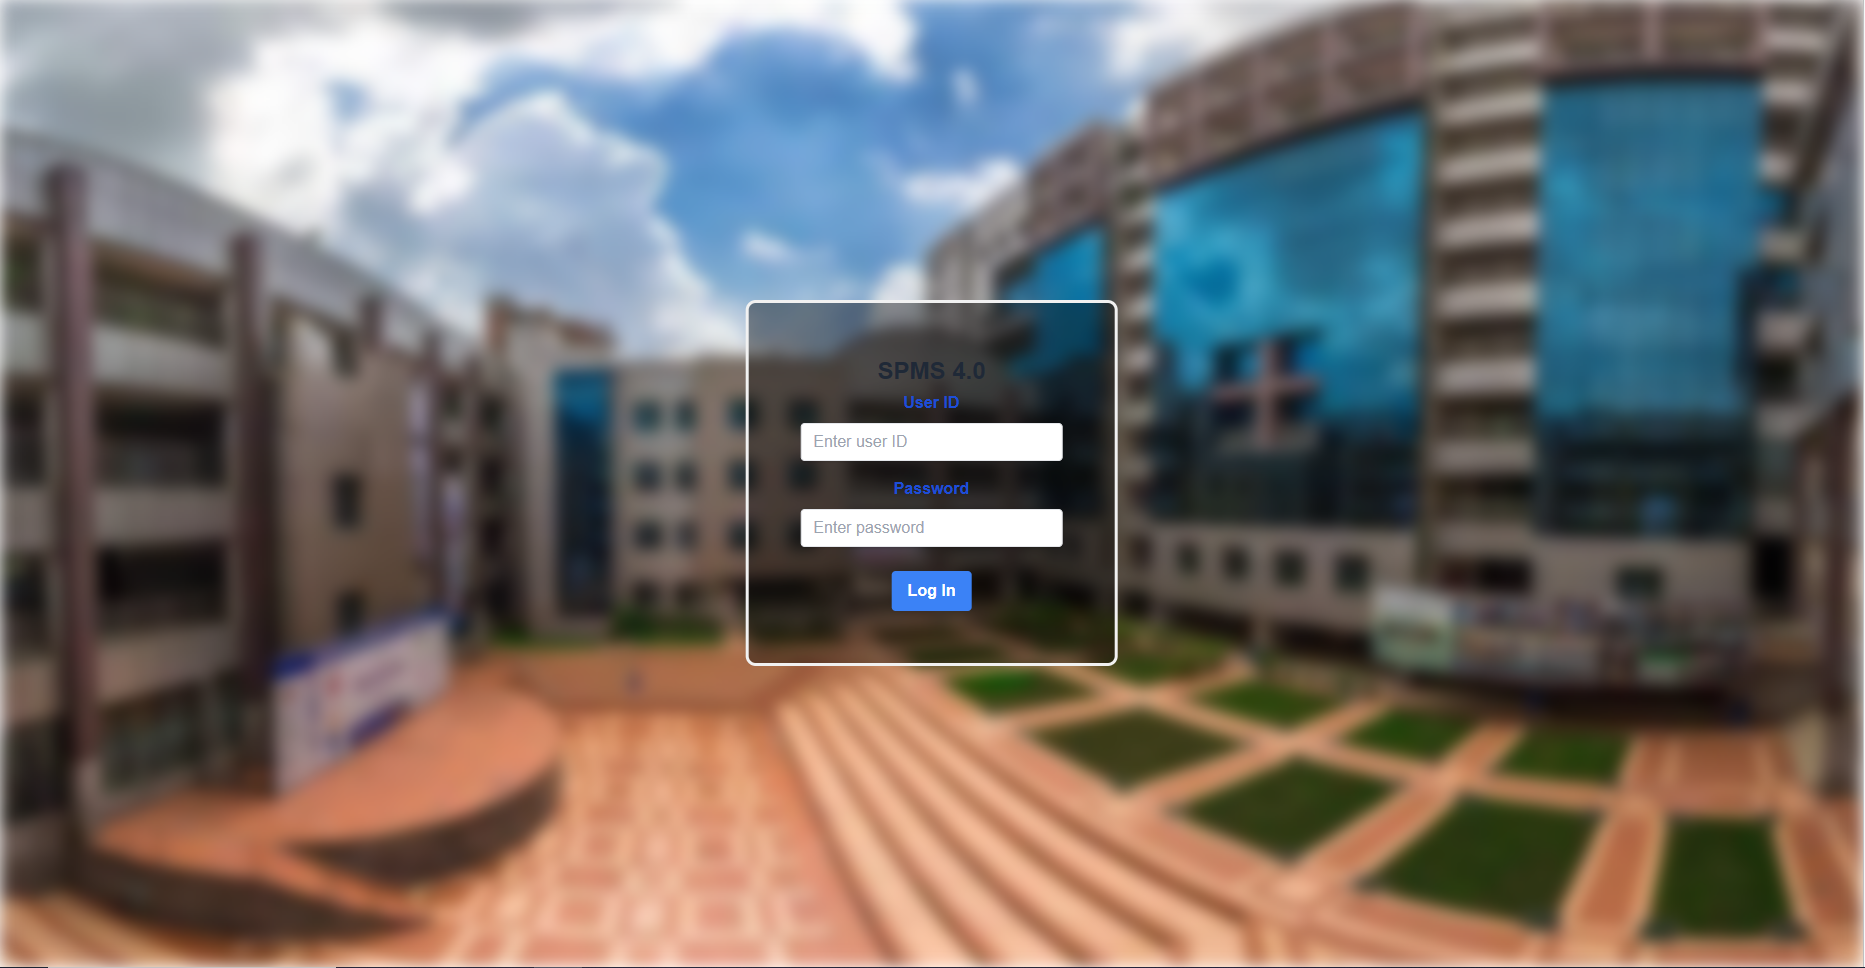 SPMS 4.0
User ID
Enter user ID
Password
Enter password
Log In